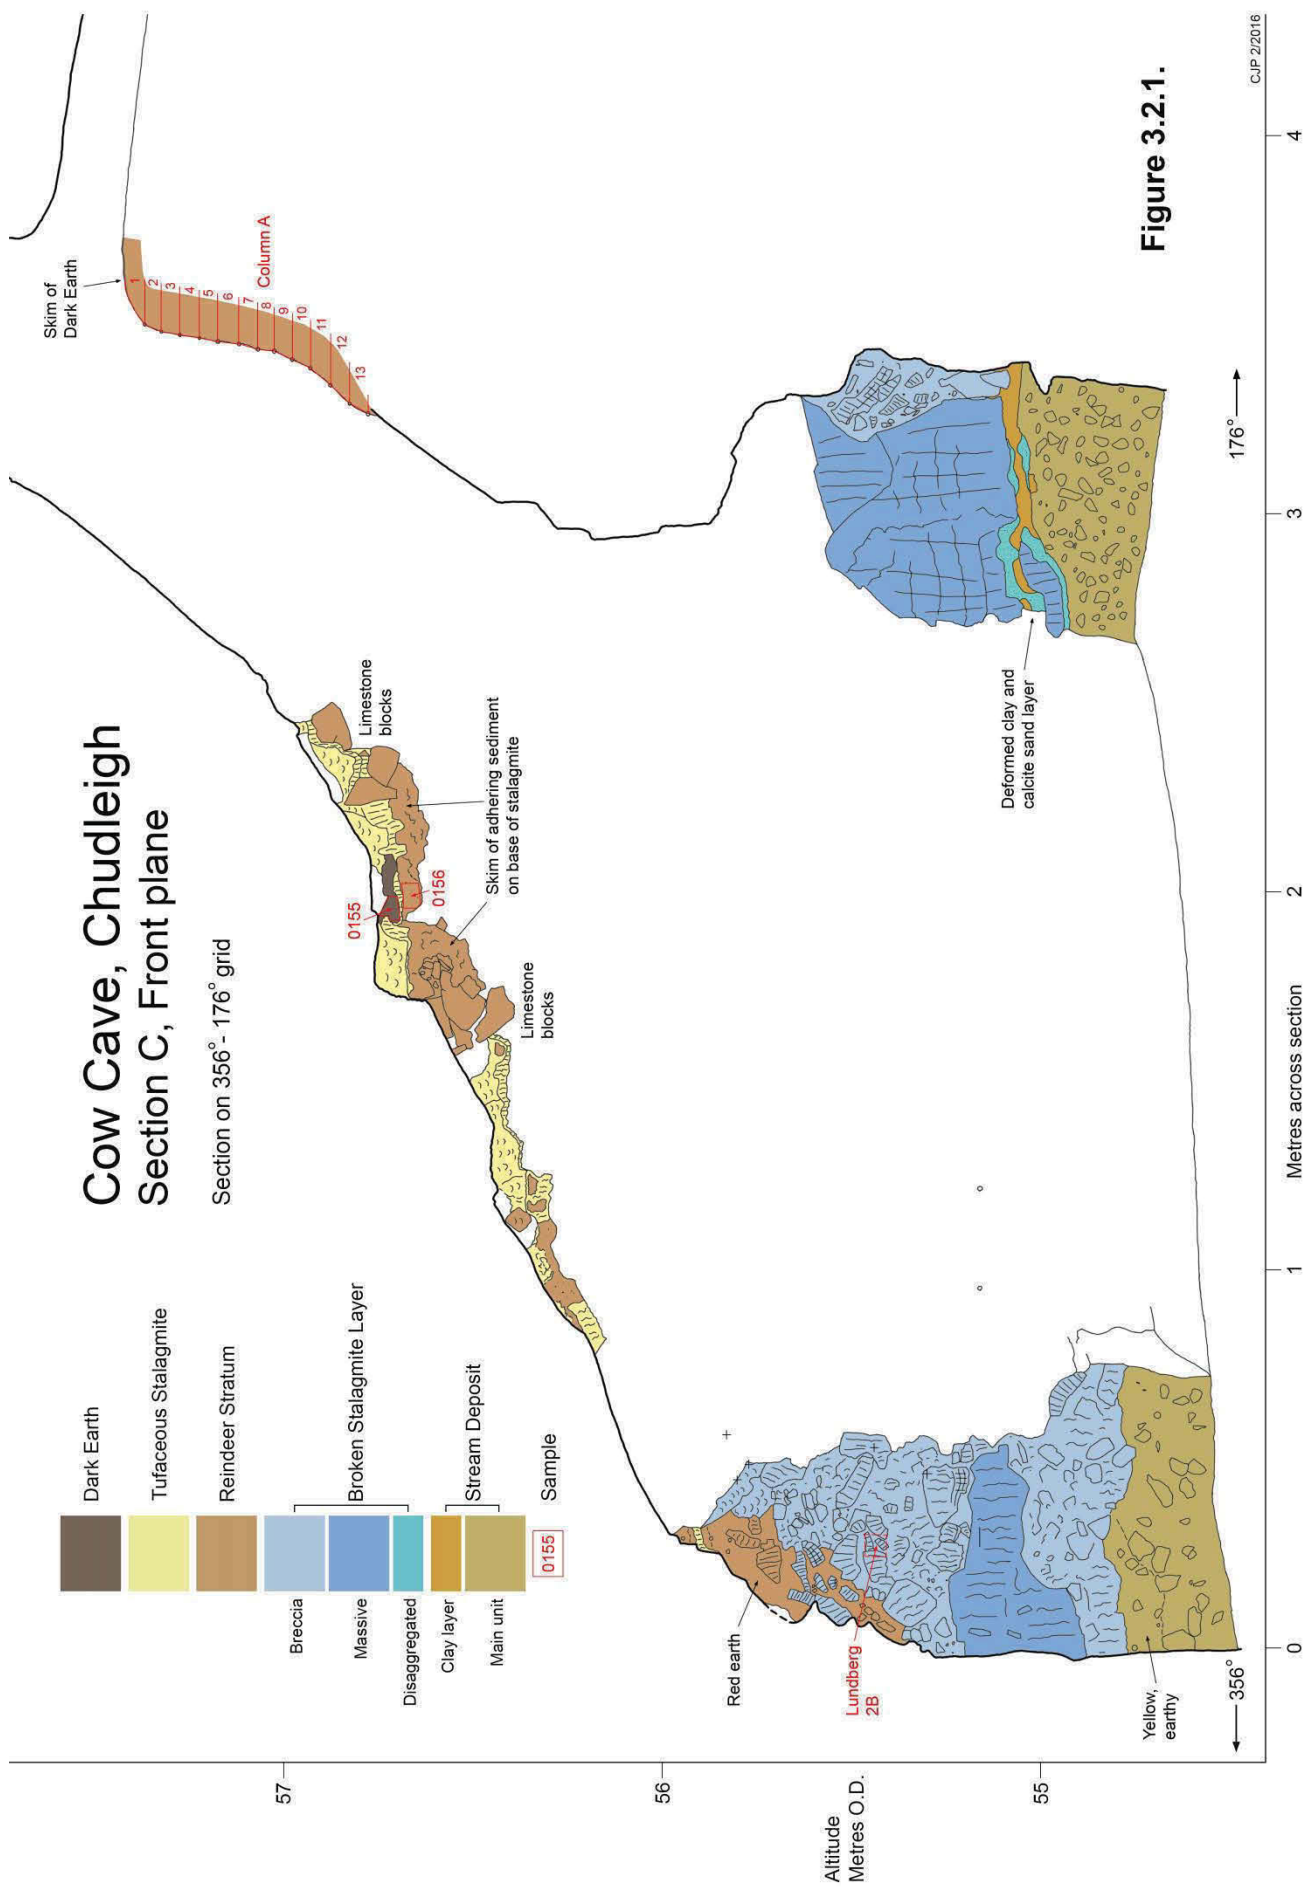 Cow Cave, Chudleigh
Section C, Front plane
Section on 356°- 176° grid
Dark Earth
Tufaceous Stalagmite
Reindeer Stratum
Breccia
Massive
Disaggregated
Broken Stalagmite Layer
Clay layer
Main unit
Stream Deposit
0155
Sample
Skim of
Dark Earth
1
2
3
4
5
6
7
8
9
10
11
12
13
Column A
Limestone
blocks
0155
0156
Skim of adhering sediment
on base of stalagmite
Limestone
blocks
Red earth
Lundberg
2B
Yellow,
earthy
Deformed clay and
calcite sand layer
57
56
55
Altitude
Metres O.D.
356°
176°
0
1
2
3
4
Metres across section
Figure 3.2.1.
CJP 2/2016